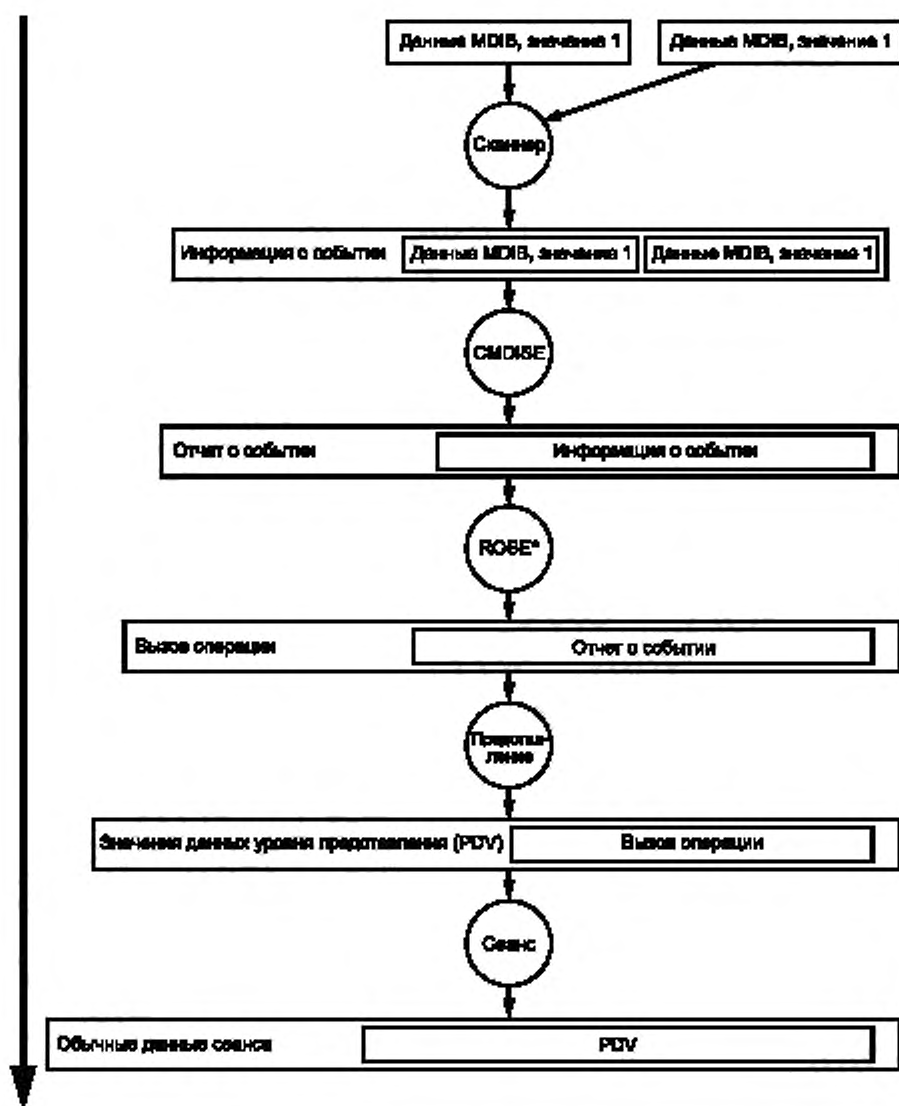 Данные MDIB, значение 1
Данные MDIB, значение 1
Сканнер
Информация о событии
Данные MDIB, значение 1
Данные MDIB, значение 1
CMDISE
Отчет о событии
Информация о событии
ROSE*
Вызов операции
Отчет о событии
Представ-
ление
Значения данных уровня представления (PDV)
Вызов операции
Сеанс
Обычные данные сеанса
PDV